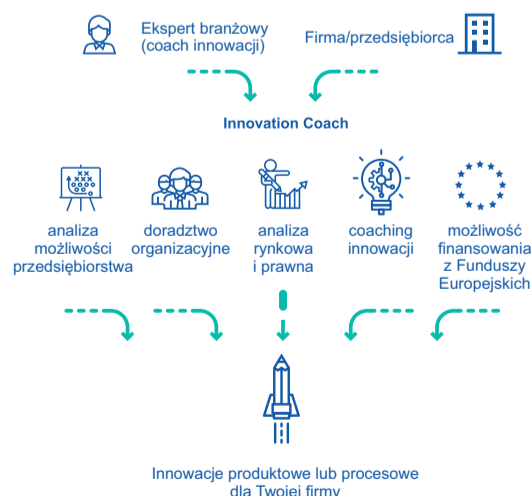 Ekspert branżowy
(coach innowacji)
Firma/przedsiębiorca
Innovation Coach
analiza
możliwości
przedsiębiorstwa
doradztwo
organizacyjne
analiza
rynkowa
i prawna
coaching
innowacji
możliwość
finansowania
z Funduszy
Europejskich
Innowacje produktowe lub procesowe
dla Twojej firmy